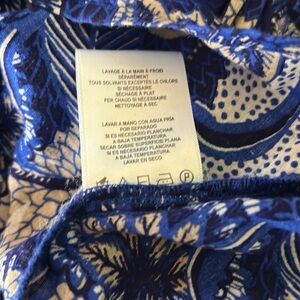 LAVAGE À LA MAIN À FROID
SÉPARÉMENT
TOUS SOLVANTS EXCEPTÉS LE CHLORE
SI NÉCESSAIRE
SÉCHAGE À PLAT
FER CHAUD SI NÉCESSAIRE
NETTOYAGE A SEC
LAVAR A MANO CON AGUA FRÍA
POR SEPARADO
SI ES NECESARIO PLANCHAR
A BAJA TEMPERATURA
SECAR SOBRE SUPERFICIE PLANA
SI ES NECESARIO PLANCHAR
A BAJA TEMPERATURA
LAVAR EN SECO
P